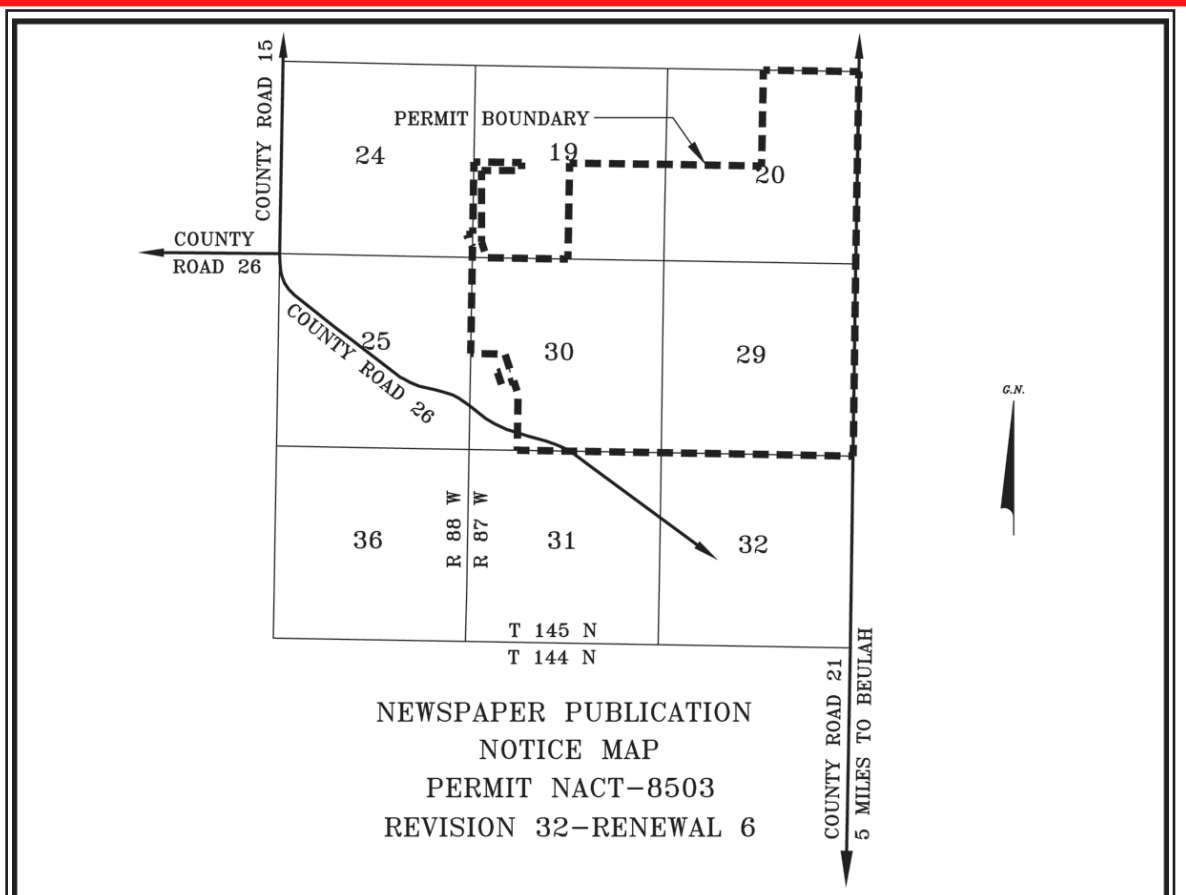 COUNTY ROAD 15
PERMIT BOUNDARY
24
19
20
COUNTY
ROAD 26
COUNTY ROAD 26
25
30
29
G.N.
36
R 88 W
R 87 W
31
32
T 145 N
T 144 N
COUNTY ROAD 21
5 MILES TO BEULAH
NEWSPAPER PUBLICATION
NOTICE MAP
PERMIT NACT-8503
REVISION 32-RENEWAL 6